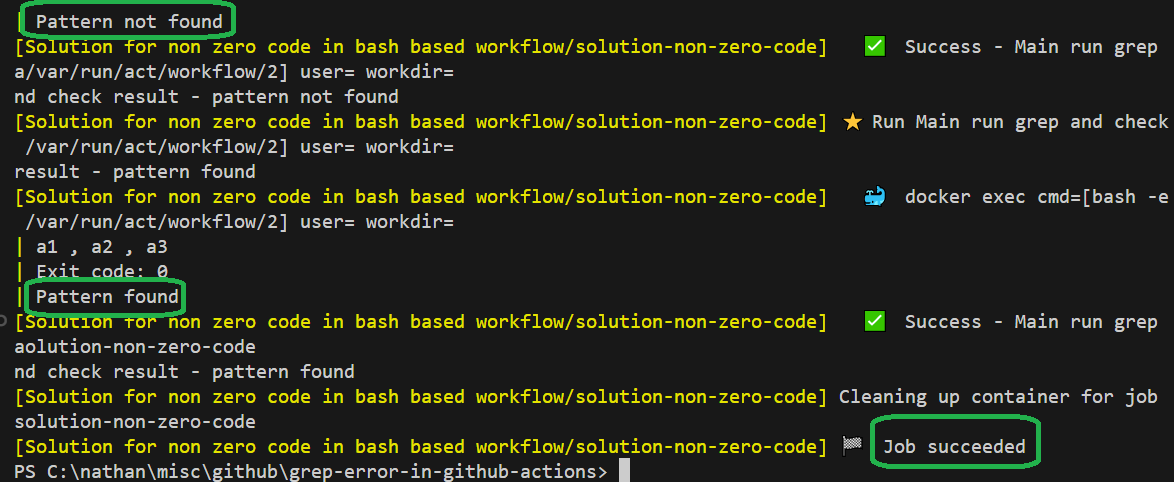 | Pattern not found
[Solution for non zero code in bash based workflow/solution-non-zero-code] ✅ Success - Main run grep
a/var/run/act/workflow/2] user= workdir=
nd check result - pattern not found
[Solution for non zero code in bash based workflow/solution-non-zero-code] ⭐ Run Main run grep and check
/var/run/act/workflow/2] user= workdir=
result - pattern found
[Solution for non zero code in bash based workflow/solution-non-zero-code] 🐳 docker exec cmd=[bash -e
/var/run/act/workflow/2] user= workdir=
| a1 , a2 , a3
| Exit code: 0
| Pattern found
[Solution for non zero code in bash based workflow/solution-non-zero-code] ✅ Success - Main run grep
aolution-non-zero-code
nd check result - pattern found
[Solution for non zero code in bash based workflow/solution-non-zero-code] Cleaning up container for job
solution-non-zero-code
[Solution for non zero code in bash based workflow/solution-non-zero-code] 🏁 Job succeeded
PS C:\nathan\misc\github\grep-error-in-github-actions>